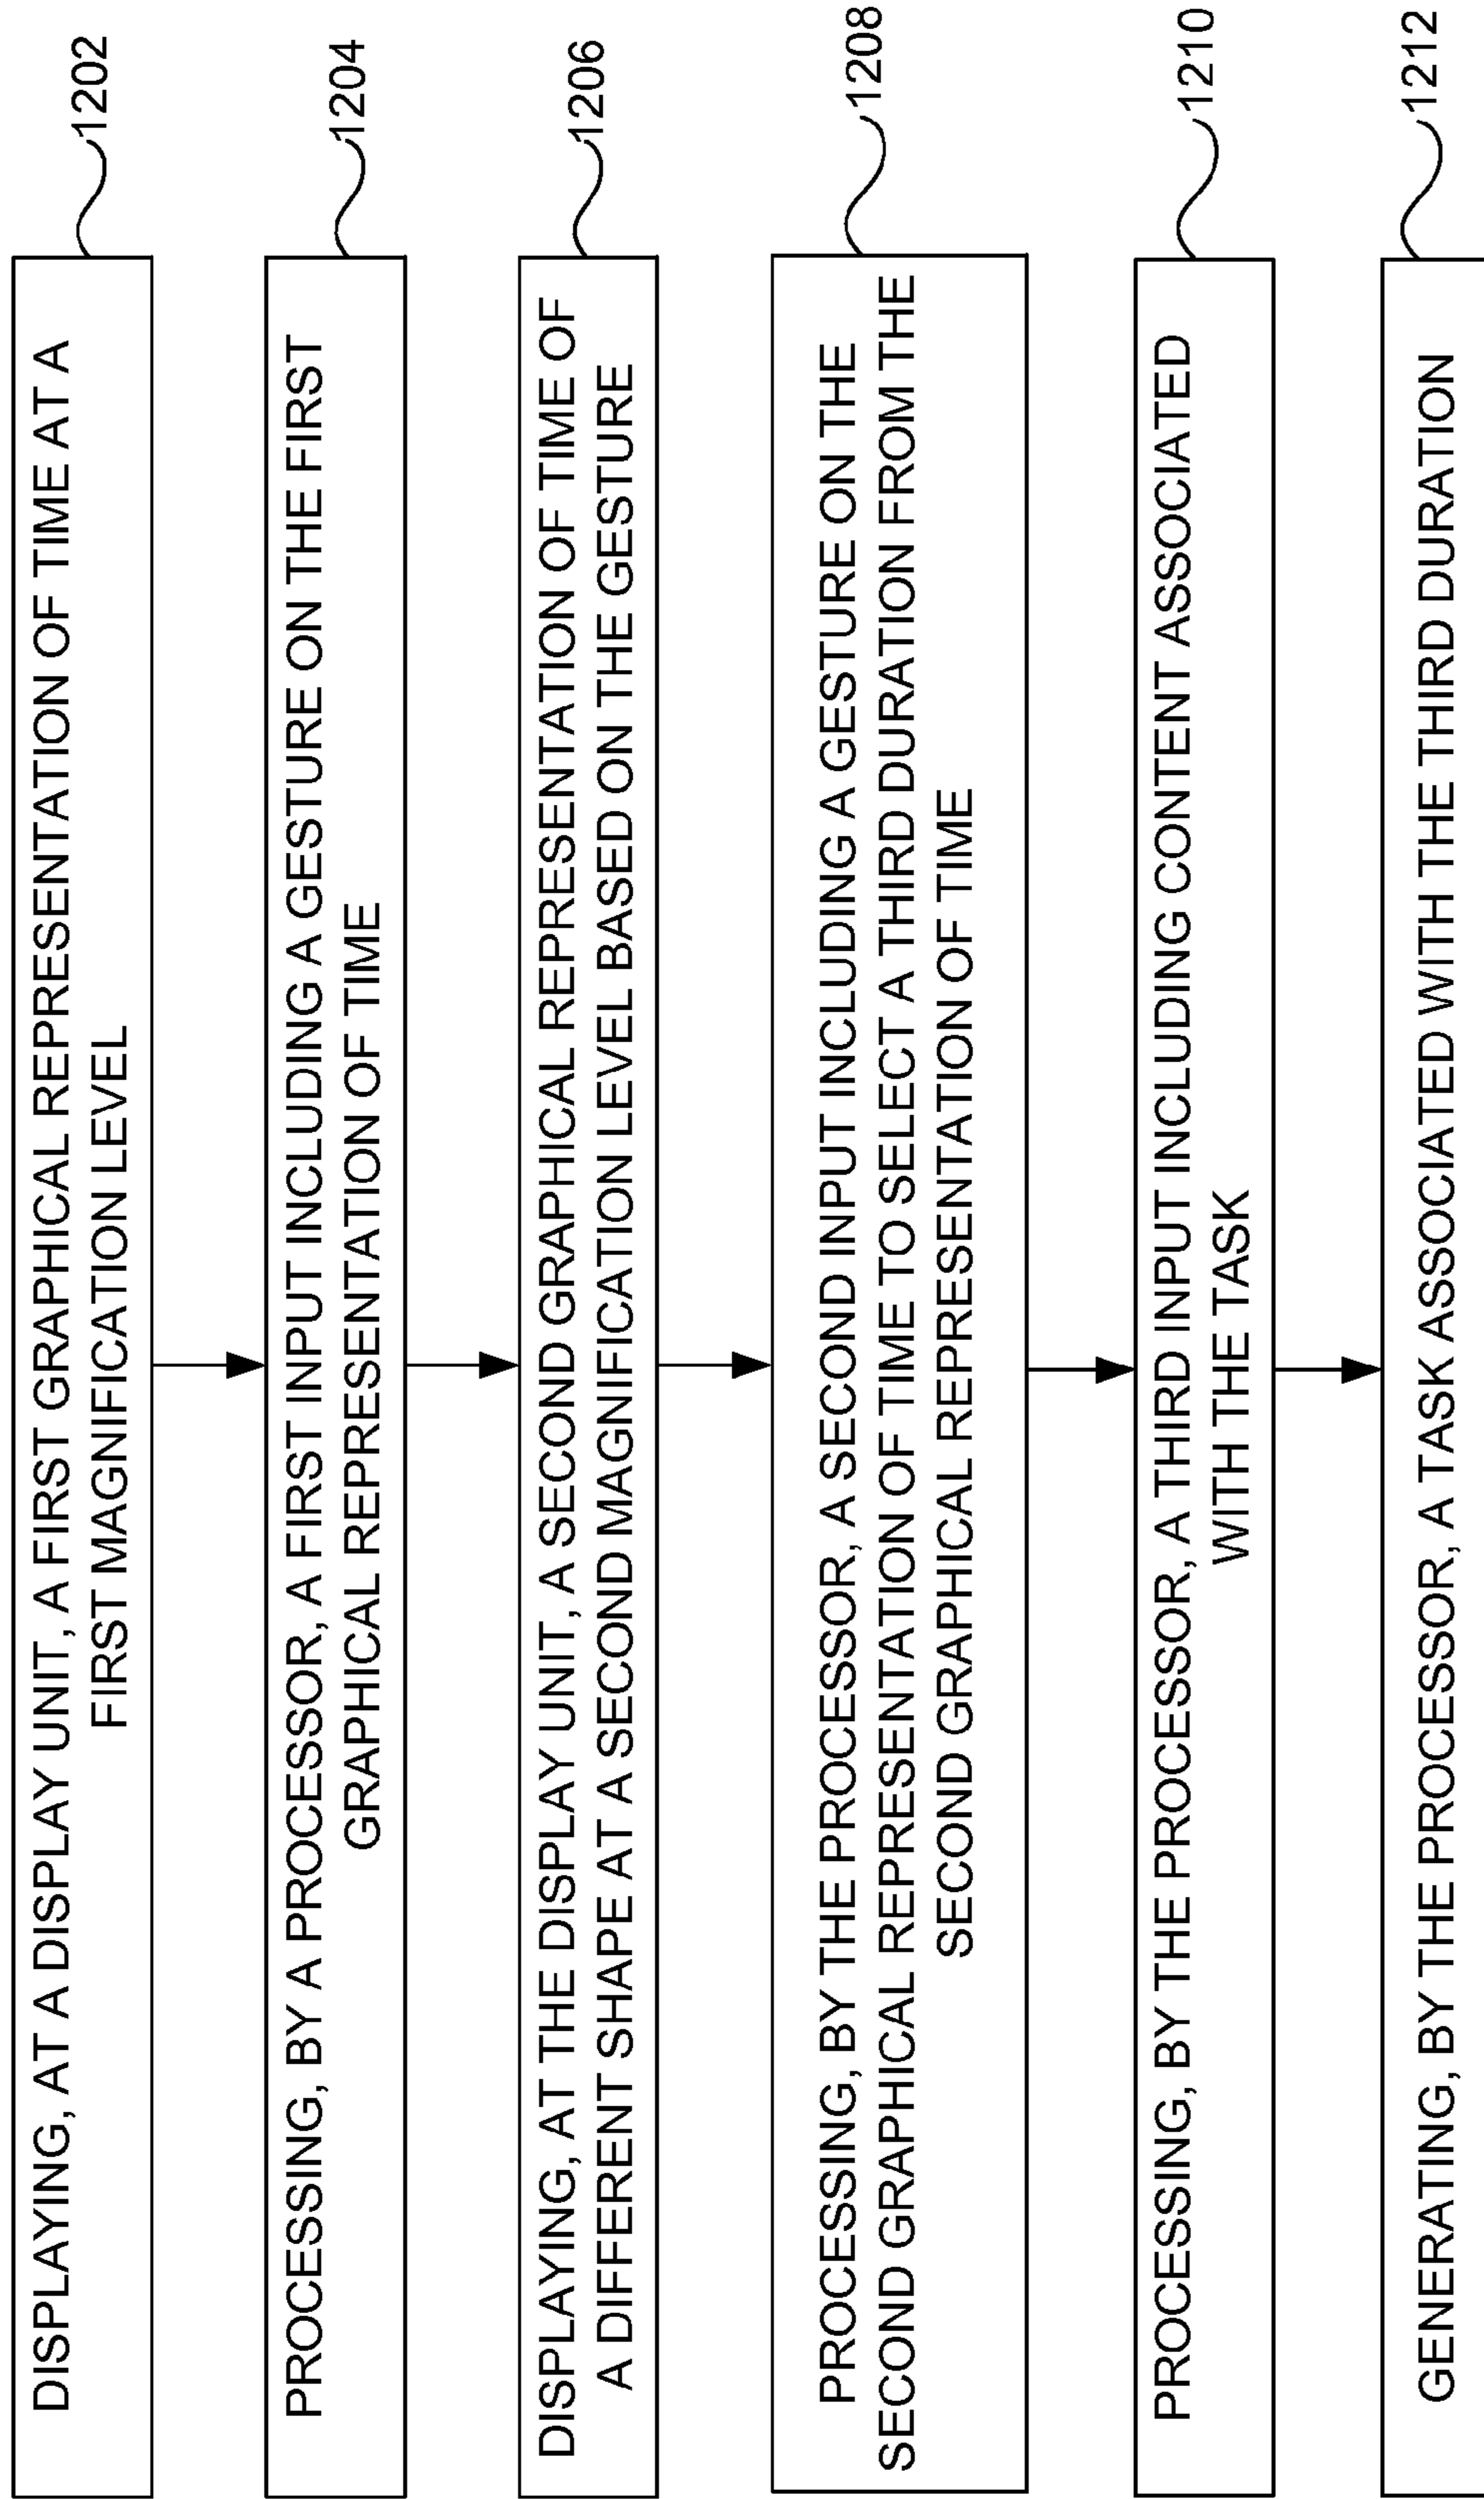 DISPLAYING, AT A DISPLAY UNIT, A FIRST GRAPHICAL REPRESENTATION OF TIME AT A
FIRST MAGNIFICATION LEVEL
1202
PROCESSING, BY A PROCESSOR, A FIRST INPUT INCLUDING A GESTURE ON THE FIRST
GRAPHICAL REPRESENTATION OF TIME
1204
DISPLAYING, AT THE DISPLAY UNIT, A SECOND GRAPHICAL REPRESENTATION OF TIME OF
A DIFFERENT SHAPE AT A SECOND MAGNIFICATION LEVEL BASED ON THE GESTURE
1206
PROCESSING, BY THE PROCESSOR, A SECOND INPUT INCLUDING A GESTURE ON THE
SECOND GRAPHICAL REPRESENTATION OF TIME TO SELECT A THIRD DURATION FROM THE
SECOND GRAPHICAL REPRESENTATION OF TIME
1208
PROCESSING, BY THE PROCESSOR, A THIRD INPUT INCLUDING CONTENT ASSOCIATED
WITH THE TASK
1210
GENERATING, BY THE PROCESSOR, A TASK ASSOCIATED WITH THE THIRD DURATION
1212